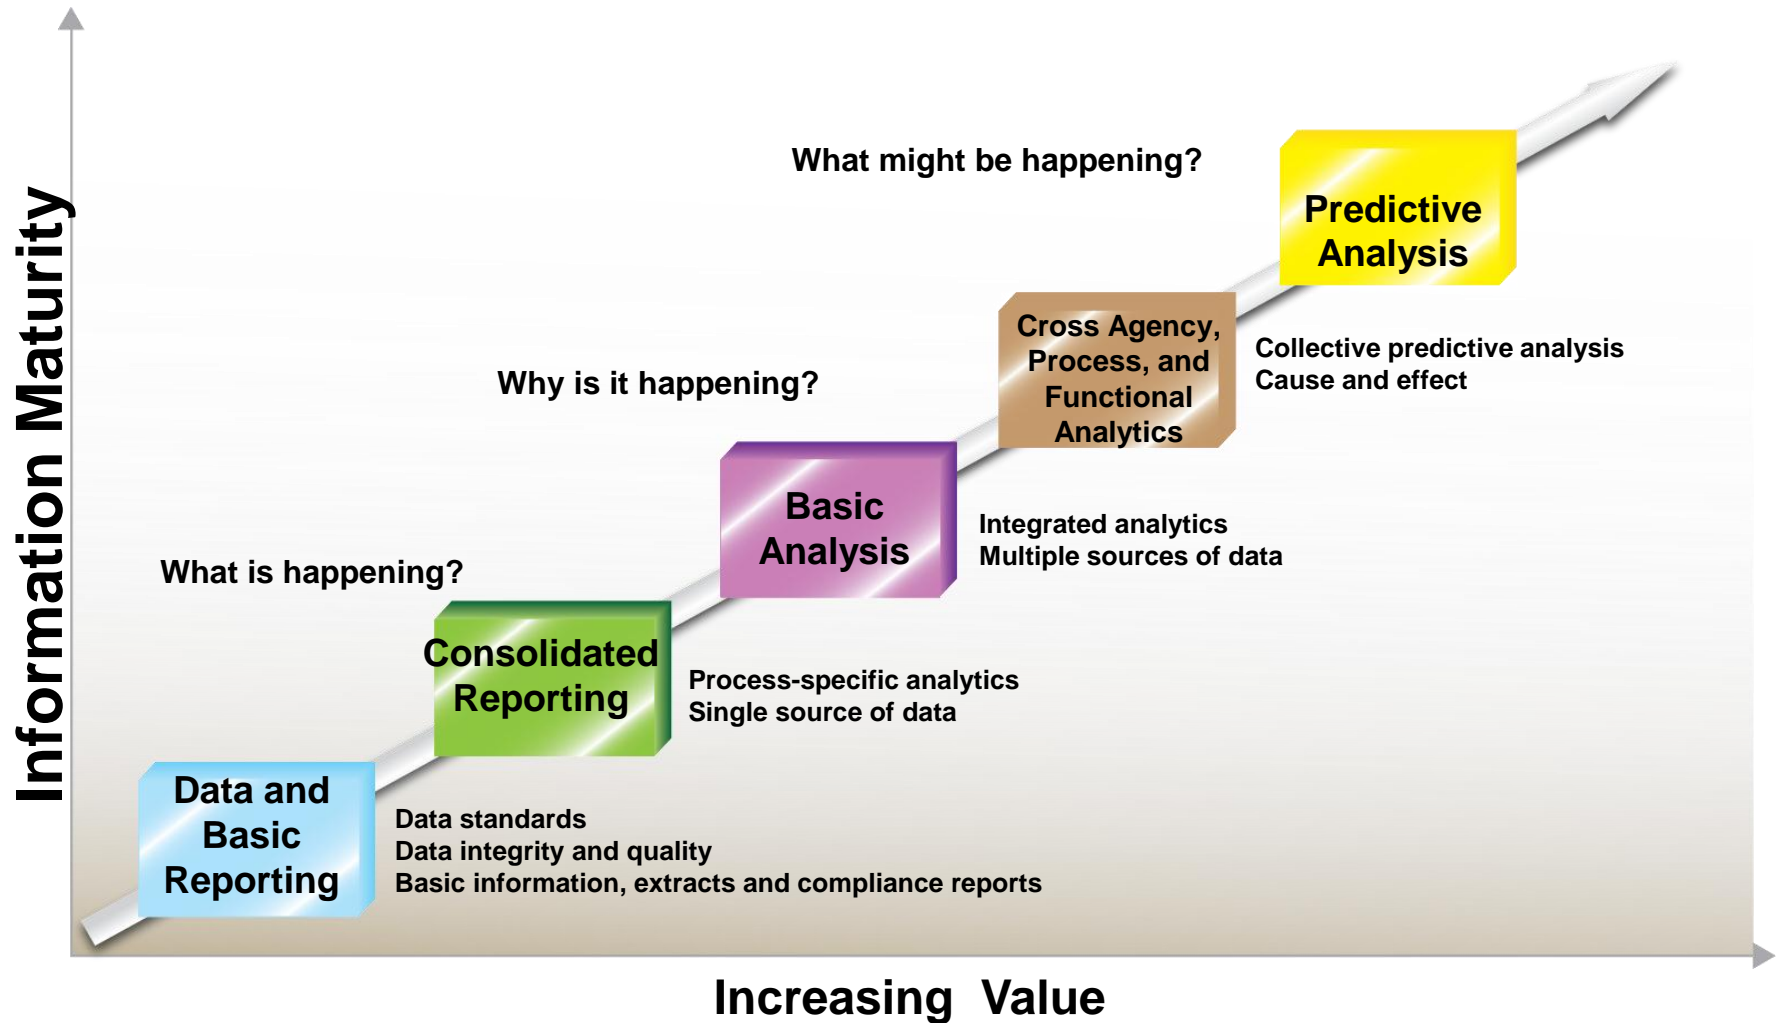 Information Maturity
What might be happening?
Predictive
Analysis
Cross Agency,
Process, and
Functional
Analytics
Collective predictive analysis
Cause and effect
Why is it happening?
Basic
Analysis
Integrated analytics
Multiple sources of data
What is happening?
Consolidated
Reporting
Process-specific analytics
Single source of data
Data and
Basic
Reporting
Data standards
Data integrity and quality
Basic information, extracts and compliance reports
Increasing Value